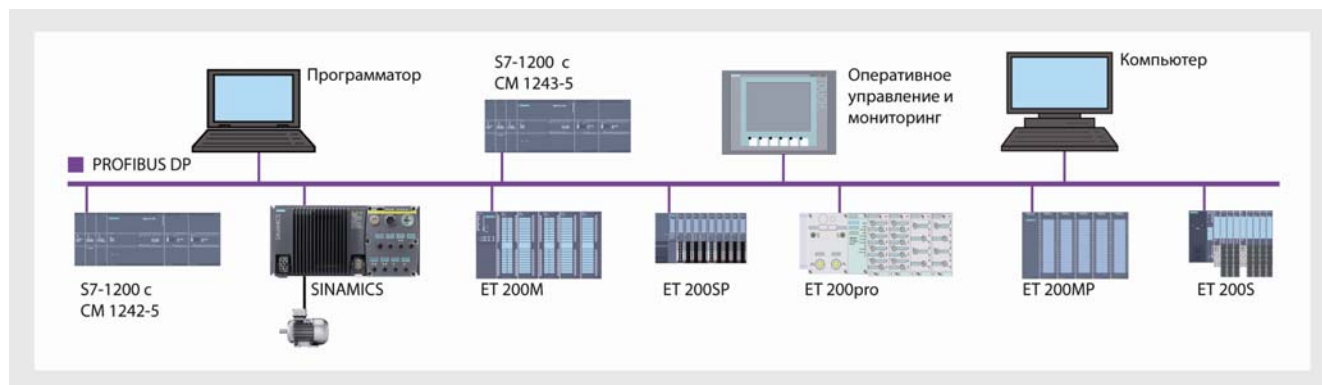 Программатор
S7-1200 с
CM 1243-5
Оперативное
управление и
мониторинг
Компьютер
PROFIBUS DP
S7-1200 с
CM 1242-5
SINAMICS
ET 200M
ET 200SP
ET 200pro
ET 200MP
ET 200S